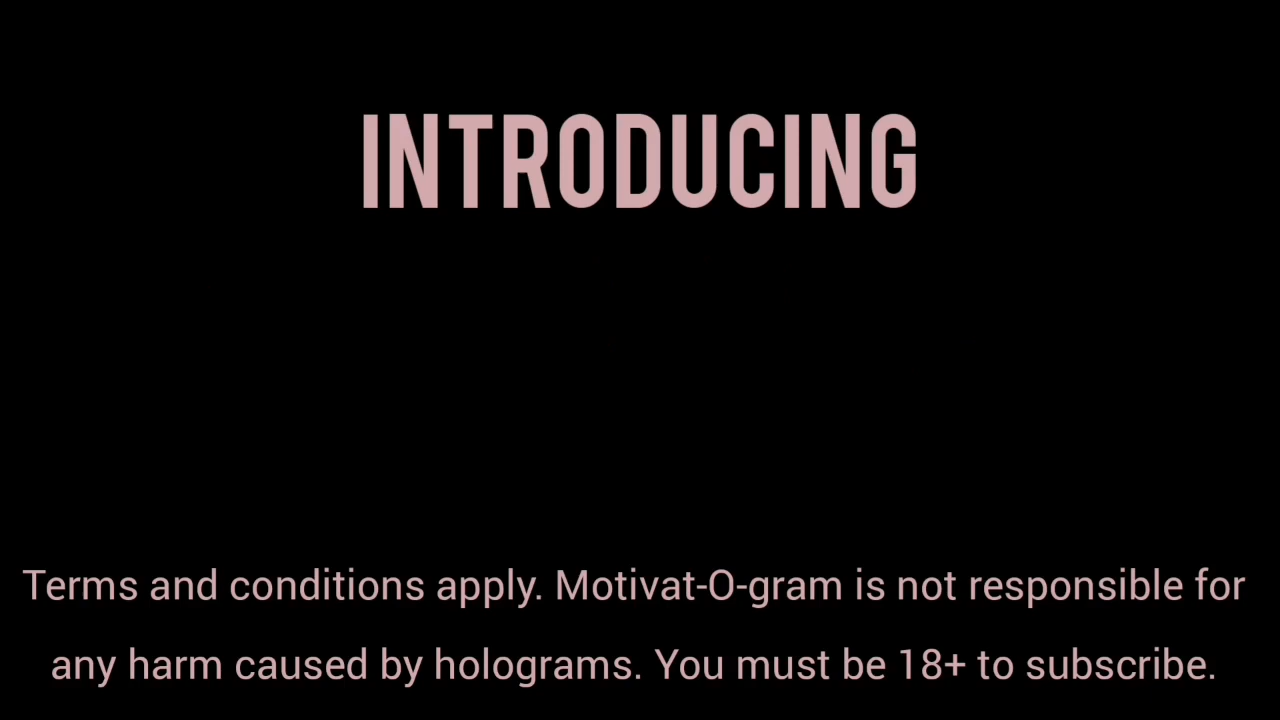 INTRODUCING
Terms and conditions apply. Motivat-O-gram is not responsible for
any harm caused by holograms. You must be 18+ to subscribe.